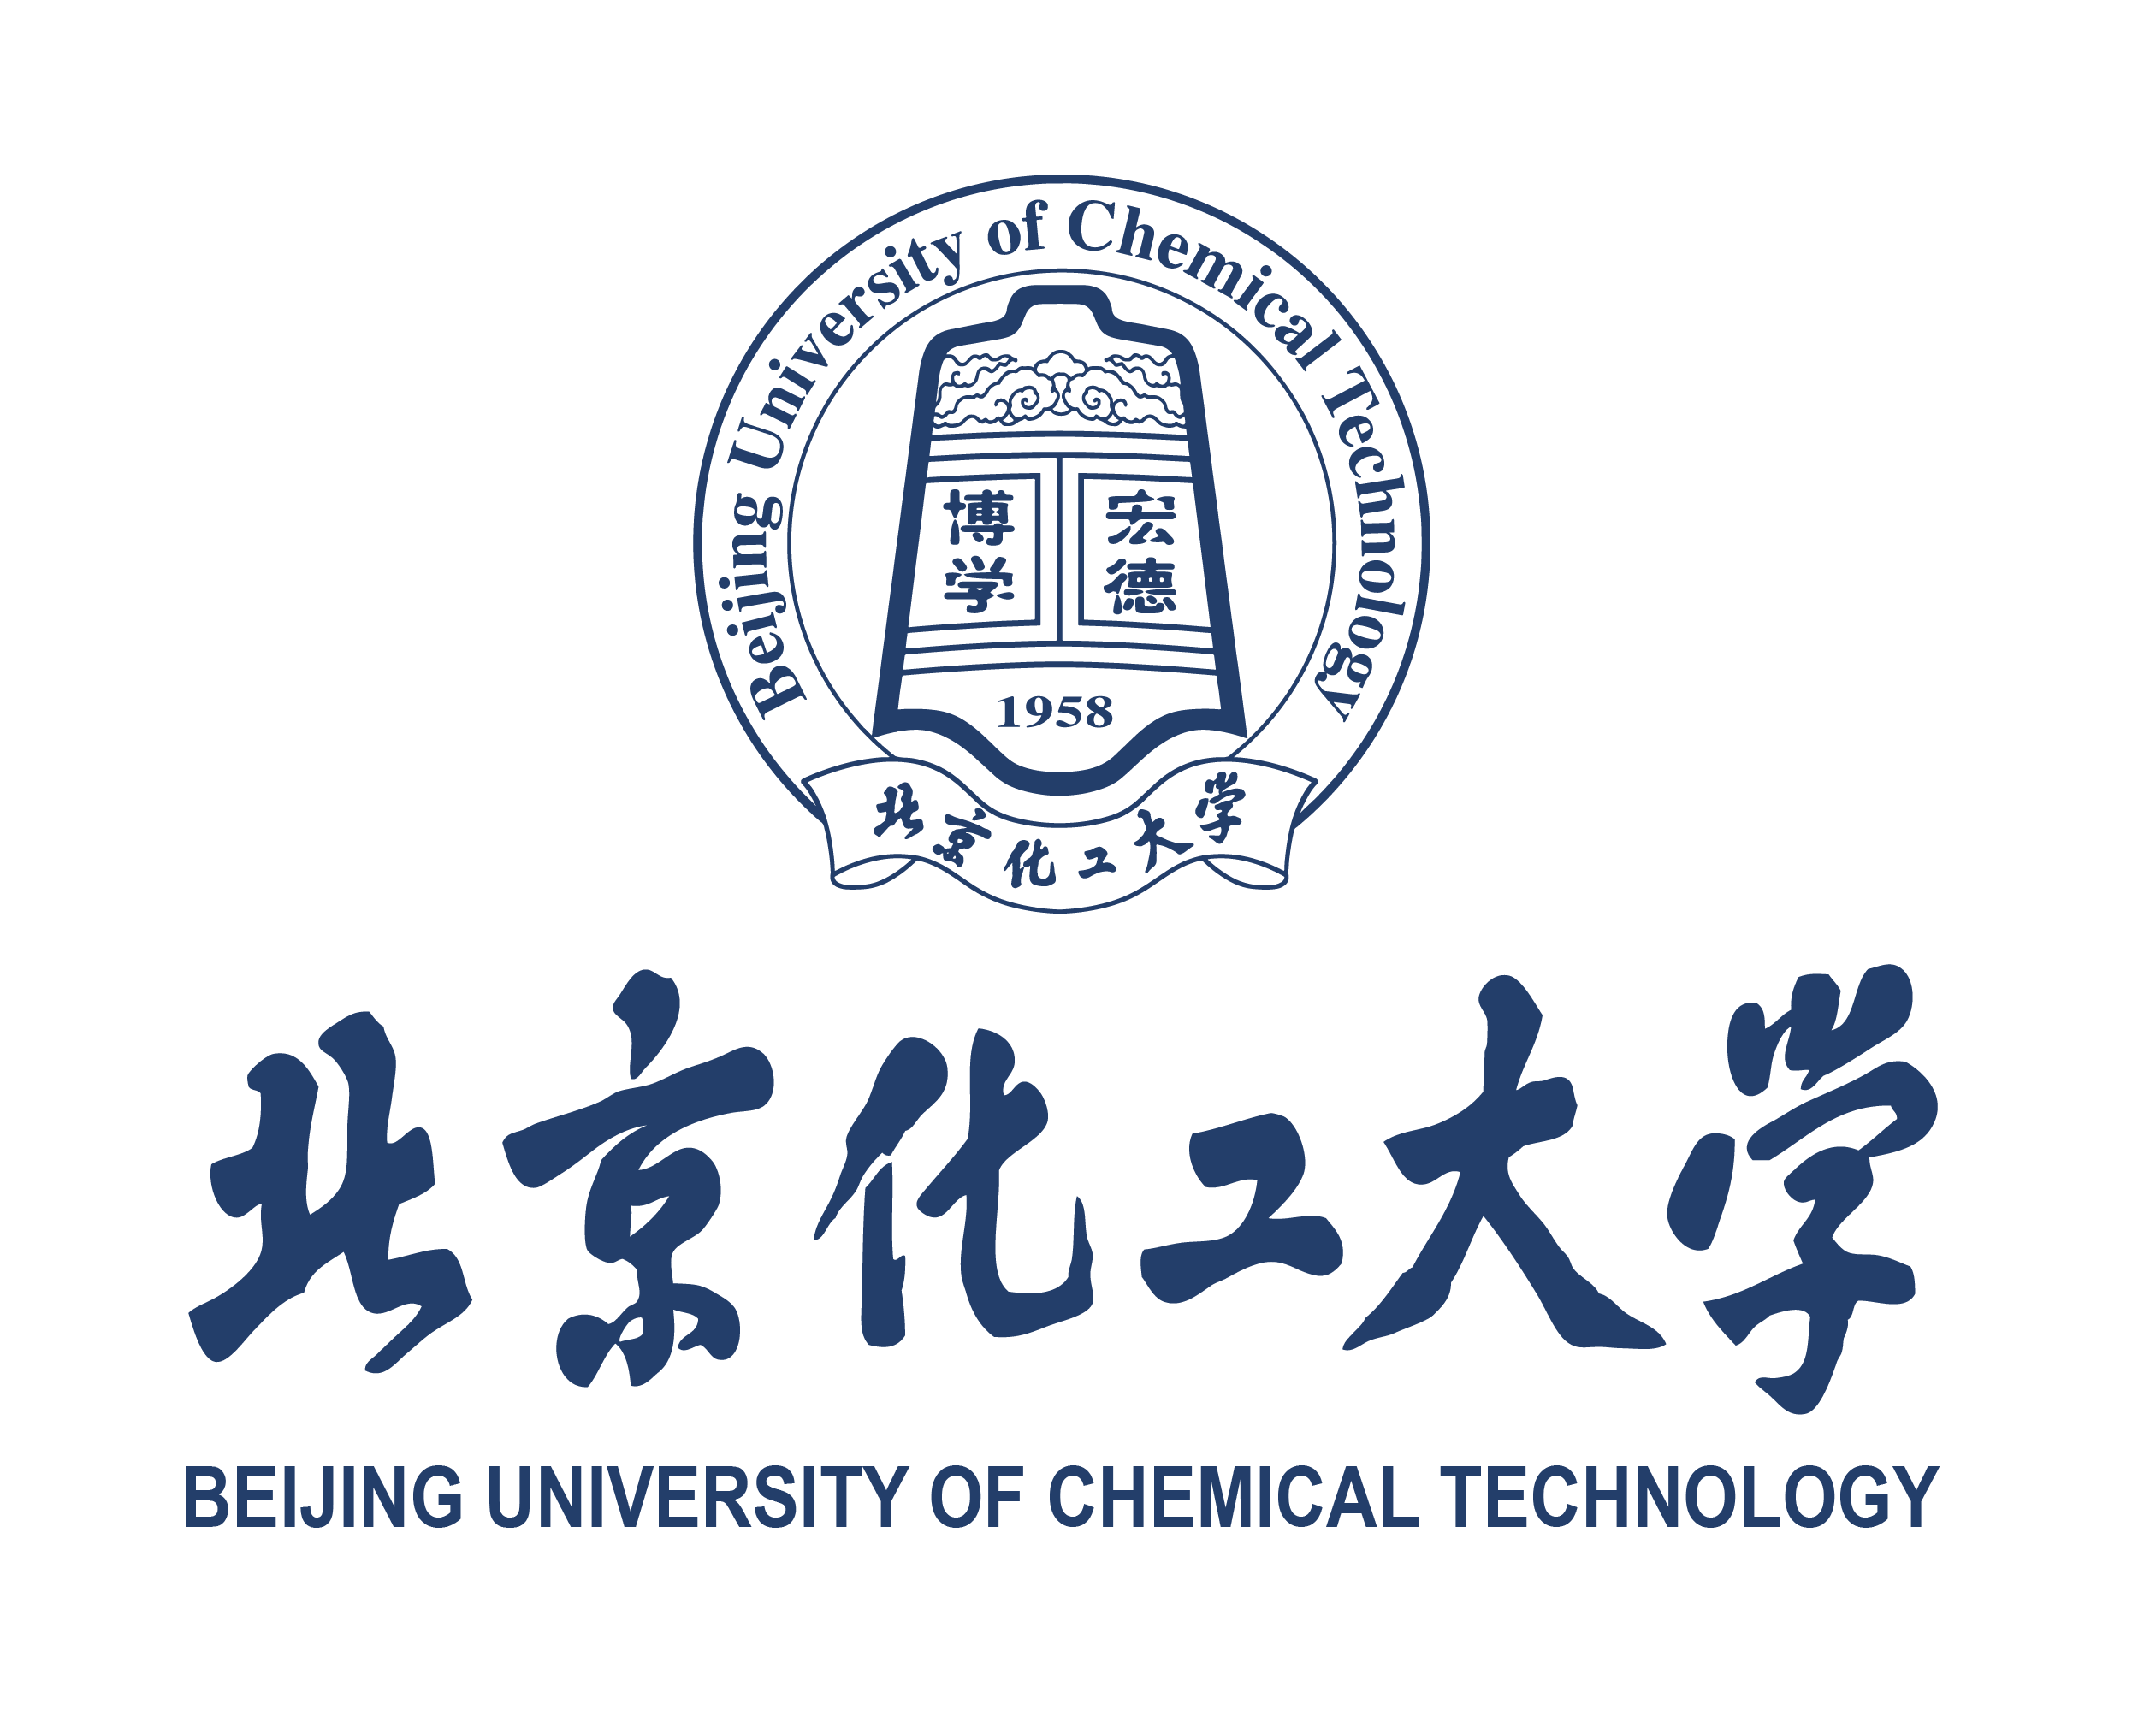 Beijing University of Chemical Technology
宏德
博學
1958
北京化工大学
北京化工大学
BEIJING UNIVERSITY OF CHEMICAL TECHNOLOGY